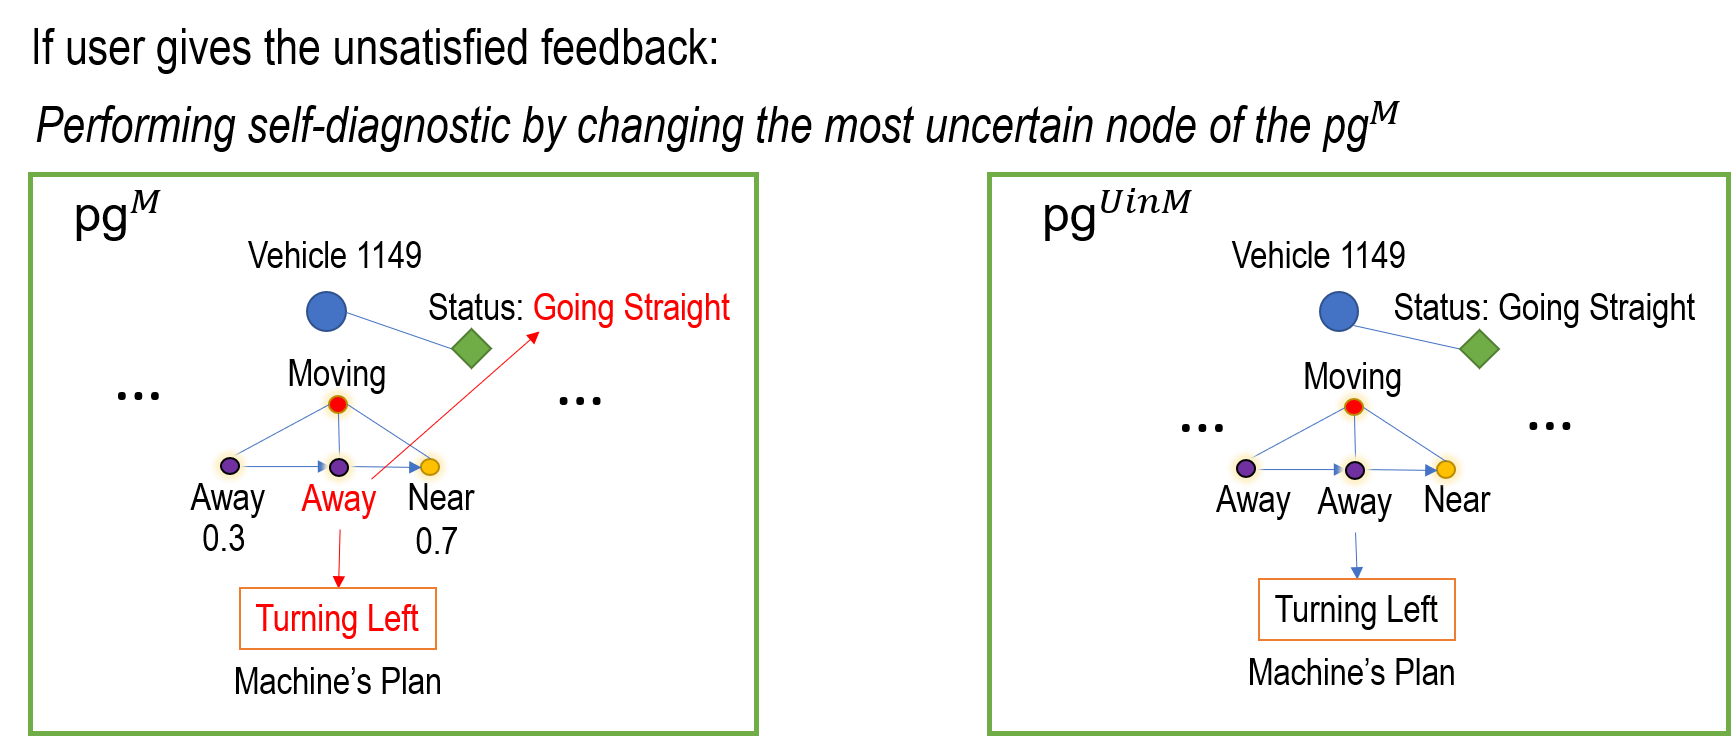 If user gives the unsatisfied feedback:
Performing self-diagnostic by changing the most uncertain node of the pg^M
pg^M
Vehicle 1149
Status: Going Straight
Moving
...
...
Away
Away
Near
0.3
0.7
Turning Left
Machine’s Plan
pg^UinM
Vehicle 1149
Status: Going Straight
Moving
...
...
Away
Away
Near
Turning Left
Machine’s Plan